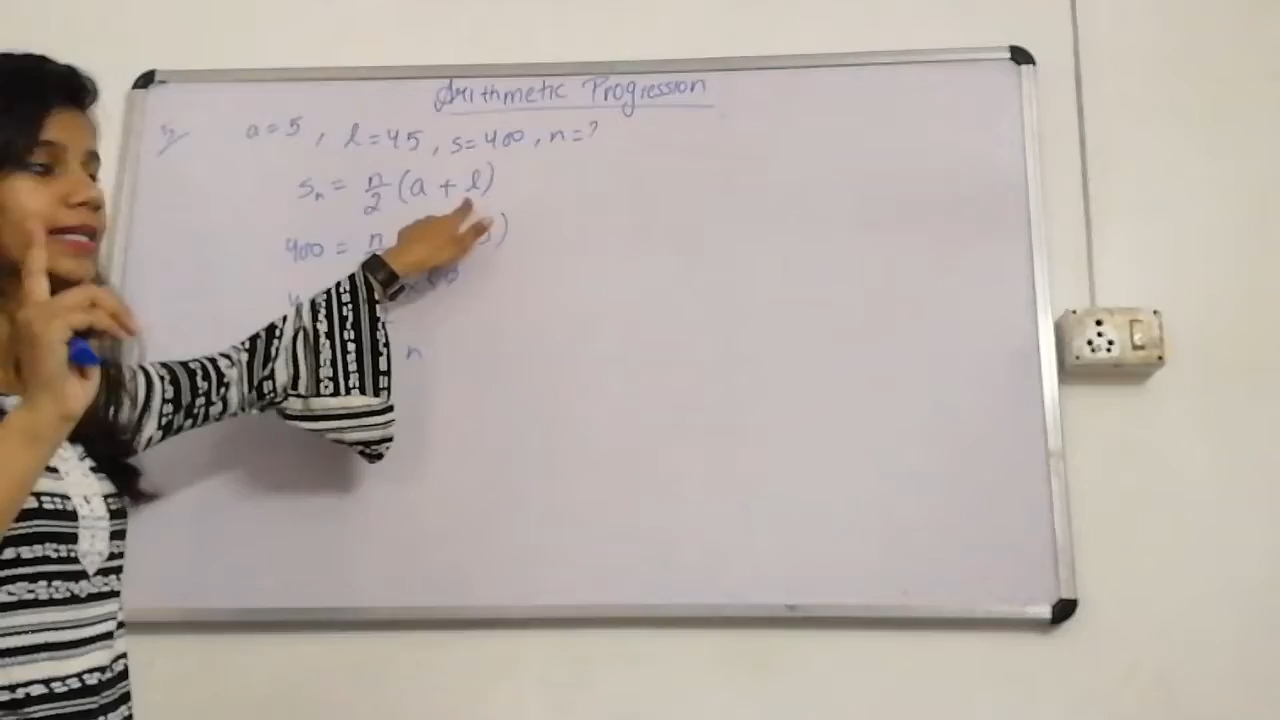 Arithmetic Progression
a = 5 , l = 45 , s = 400 , n = ?
Sn = n/2 (a + l)
400 = n )
n